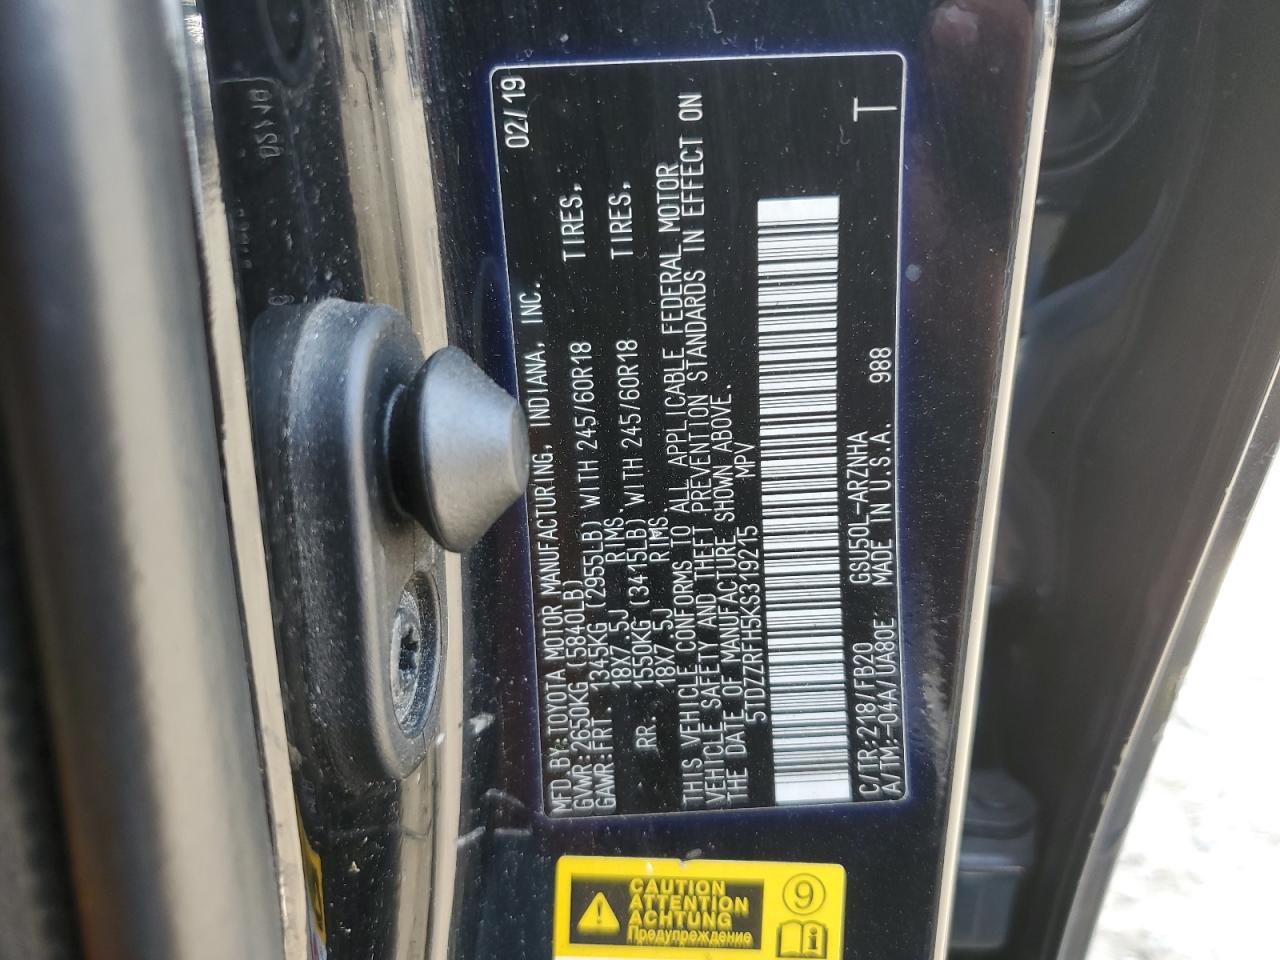 MFD. BY: TOYOTA MOTOR MANUFACTURING, INDIANA, INC. 02/19
GVWR: 2650KG (5840LB)
GAWR: FRT. 1345KG (2955LB) WITH 245/60R18 TIRES,
18X7.5J RIMS
RR. 1550KG (3415LB) WITH 245/60R18 TIRES,
18X7.5J RIMS
THIS VEHICLE CONFORMS TO ALL APPLICABLE FEDERAL MOTOR
VEHICLE SAFETY AND THEFT PREVENTION STANDARDS IN EFFECT ON
THE DATE OF MANUFACTURE SHOWN ABOVE.
5TDZZRFH5KS319215 MPV
C/TR: 218/FB20 GSU50L-ARZNHA
A/TM: -04A/UA80E MADE IN U.S.A. 988 T
CAUTION
ATTENTION
ACHTUNG
Предупреждение
9
i